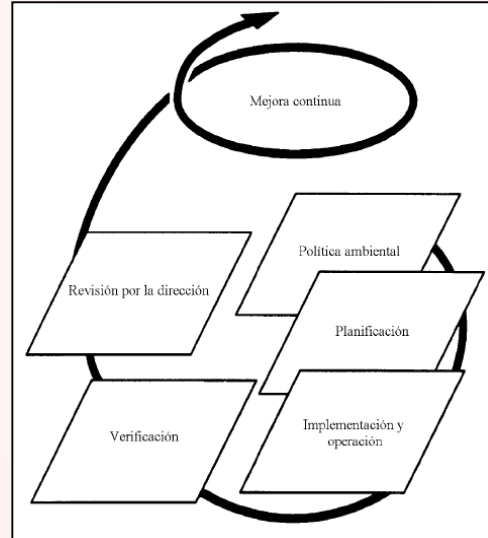 Mejora continua
Política ambiental
Revisión por la dirección
Planificación
Implementación y
operación
Verificación